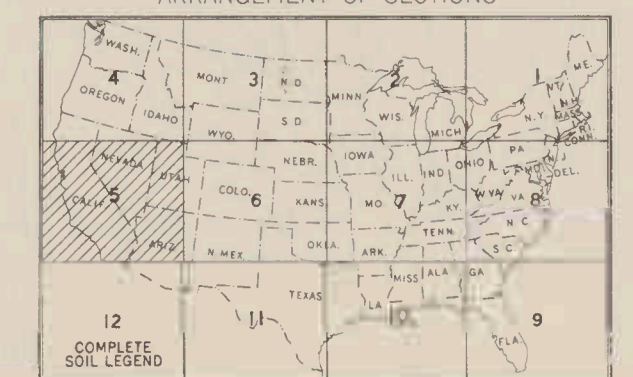 ARRANGEMENT OF SECTIONS
WASH.
4
OREGON
IDAHO
MONT
3
N D
S D
WYO.
MINN
2
WIS.
MICH
1
ME.
VT.
N.H.
MASS.
R.I.
CONN.
N.Y.
NEVADA
CALIF
5
UTAH
ARIZ
NEBR.
COLO.
6
KANS.
N MEX.
OKLA.
IOWA
ILL.
IND
OHIO
MO
7
KY.
TENN
ARK.
PA
N J
MD
DEL.
W VA
VA
8
N C
S C.
12
COMPLETE
SOIL LEGEND
11
TEXAS
LA
MISS
ALA
GA
10
9
FLA.